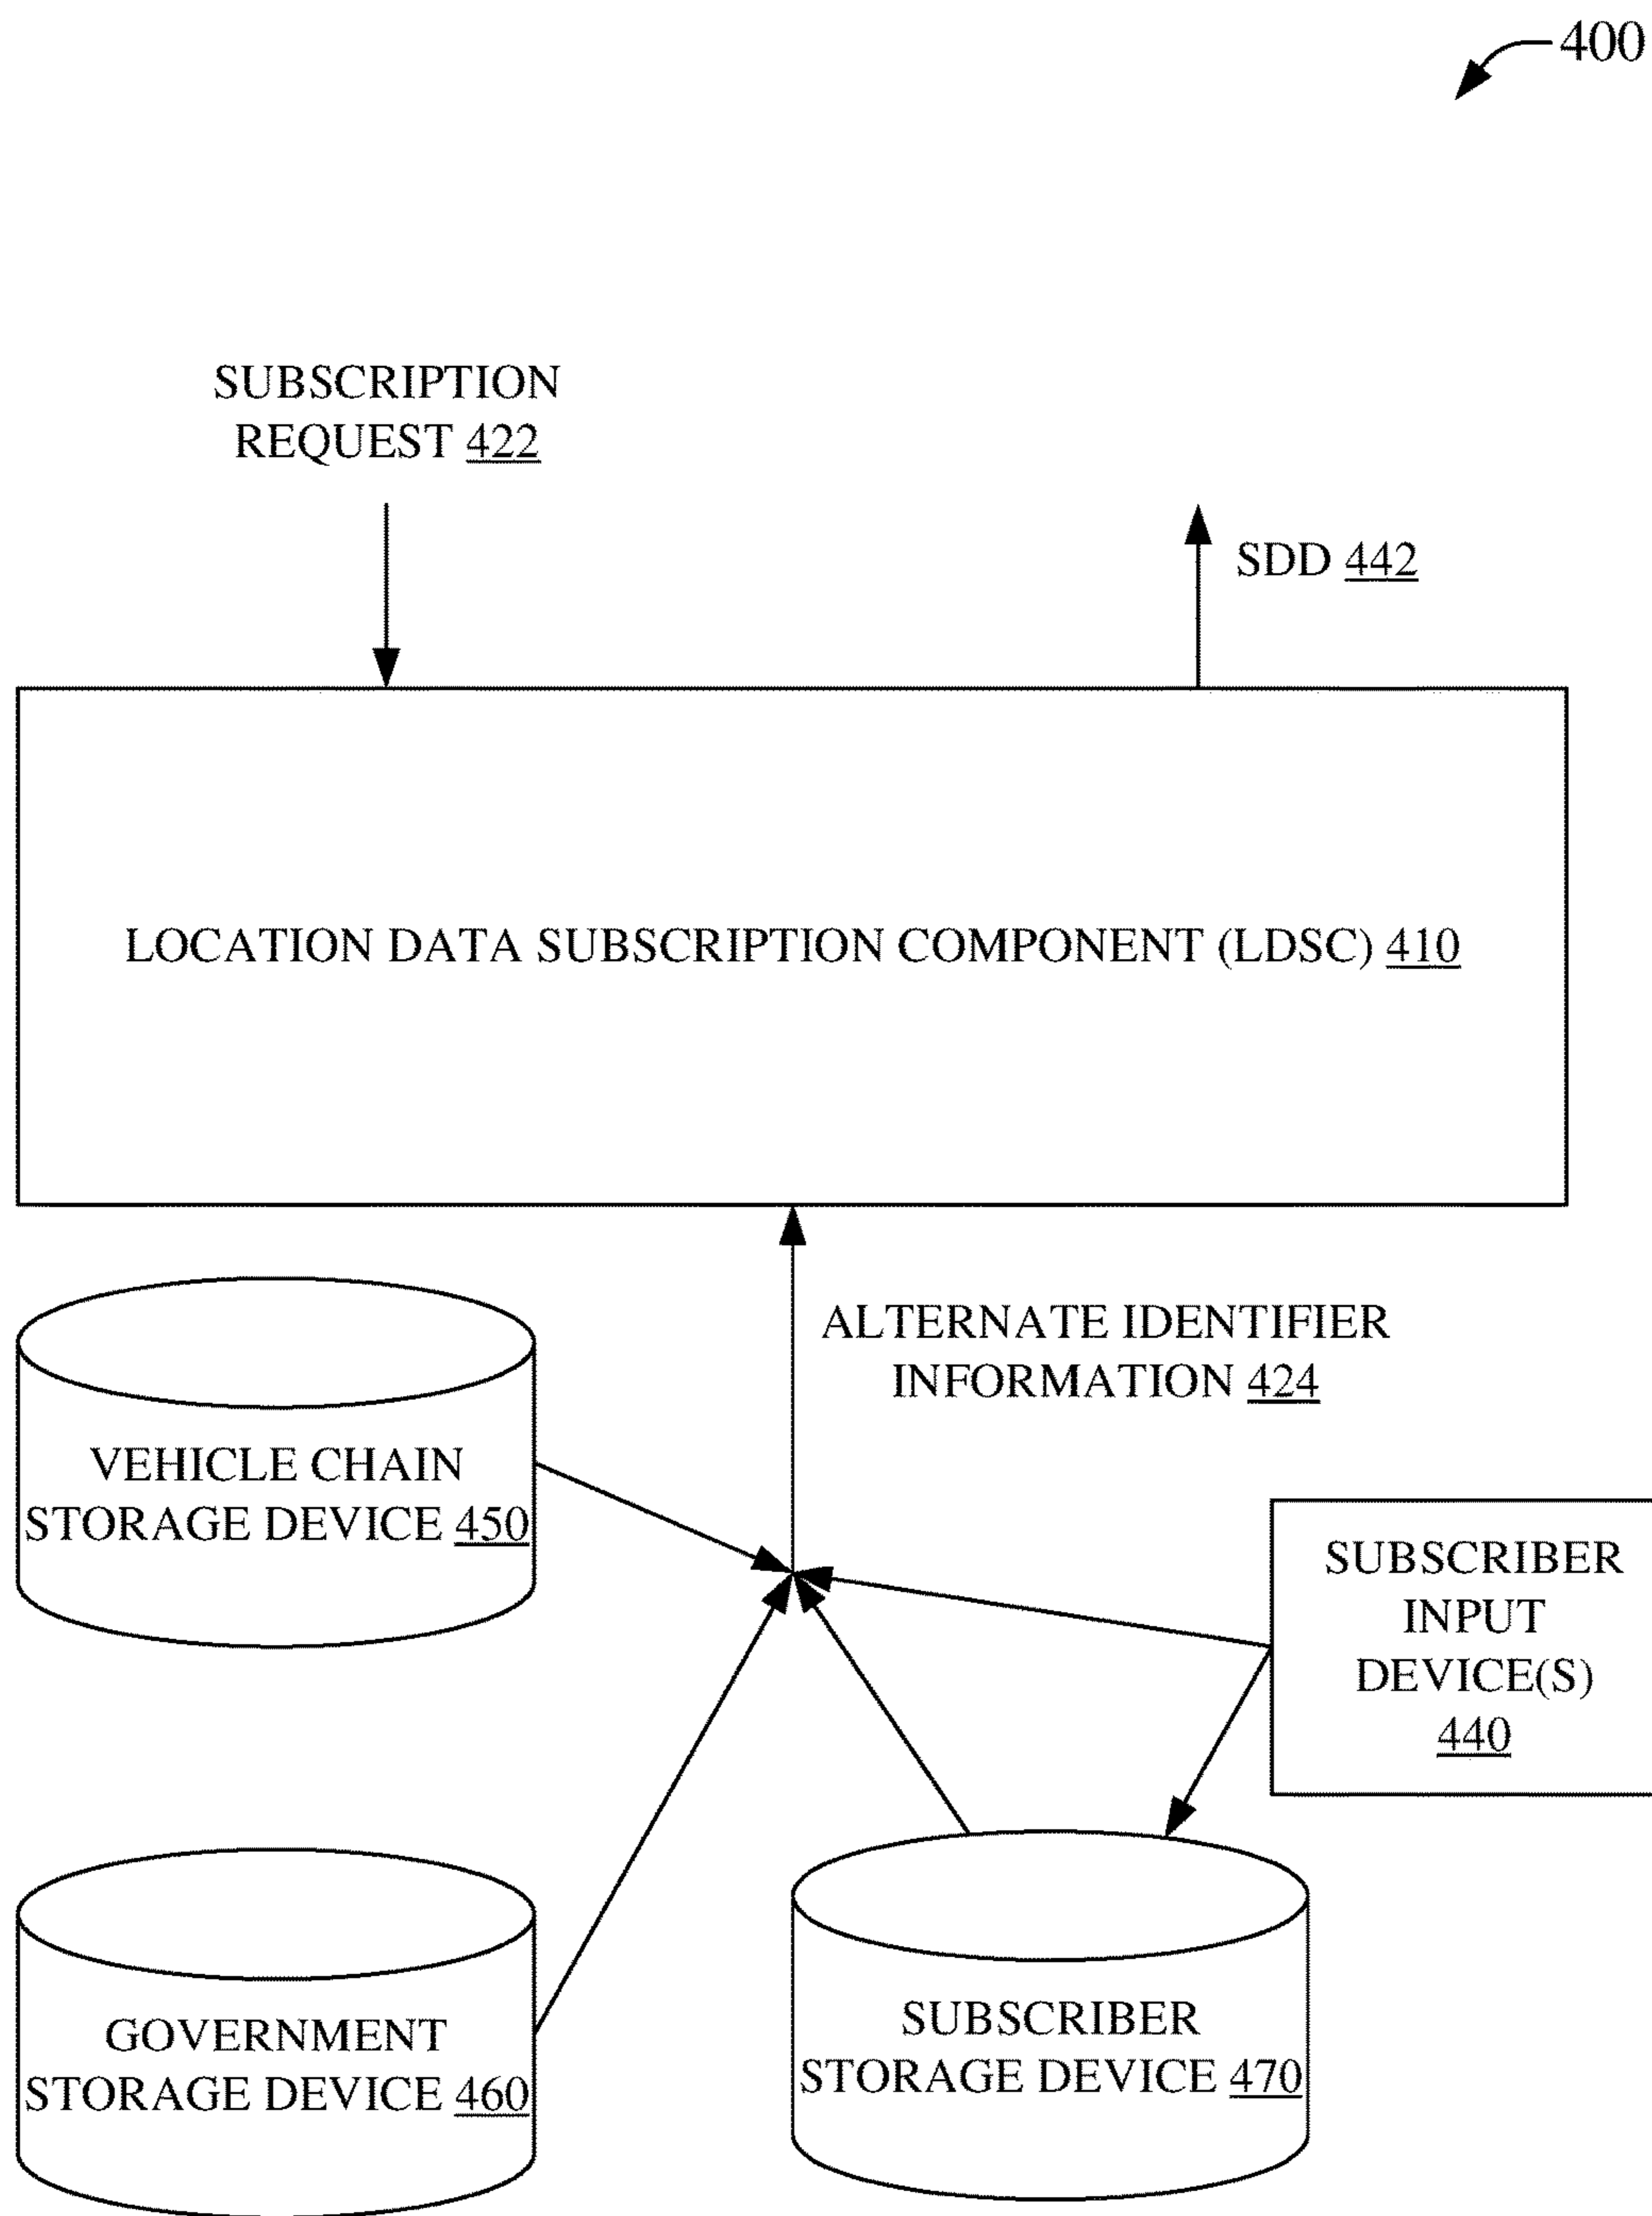 400
SUBSCRIPTION
REQUEST 422
SDD 442
LOCATION DATA SUBSCRIPTION COMPONENT (LDSC) 410
ALTERNATE IDENTIFIER
INFORMATION 424
VEHICLE CHAIN
STORAGE DEVICE 450
SUBSCRIBER
INPUT
DEVICE(S)
440
GOVERNMENT
STORAGE DEVICE 460
SUBSCRIBER
STORAGE DEVICE 470